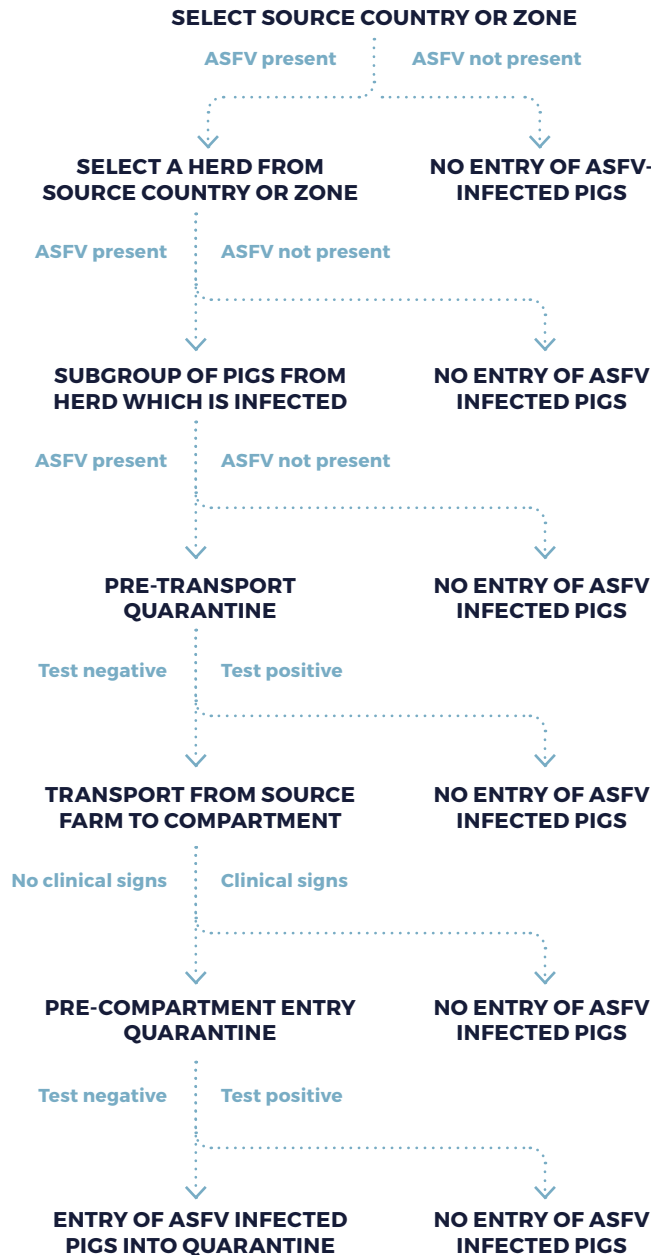 SELECT SOURCE COUNTRY OR ZONE
ASFV present
ASFV not present
SELECT A HERD FROM
SOURCE COUNTRY OR ZONE
NO ENTRY OF ASFV-
INFECTED PIGS
ASFV present
ASFV not present
SUBGROUP OF PIGS FROM
HERD WHICH IS INFECTED
NO ENTRY OF ASFV
INFECTED PIGS
ASFV present
ASFV not present
PRE-TRANSPORT
QUARANTINE
NO ENTRY OF ASFV
INFECTED PIGS
Test negative
Test positive
TRANSPORT FROM SOURCE
FARM TO COMPARTMENT
NO ENTRY OF ASFV
INFECTED PIGS
No clinical signs
Clinical signs
PRE-COMPARTMENT ENTRY
QUARANTINE
NO ENTRY OF ASFV
INFECTED PIGS
Test negative
Test positive
ENTRY OF ASFV INFECTED
PIGS INTO QUARANTINE
NO ENTRY OF ASFV
INFECTED PIGS